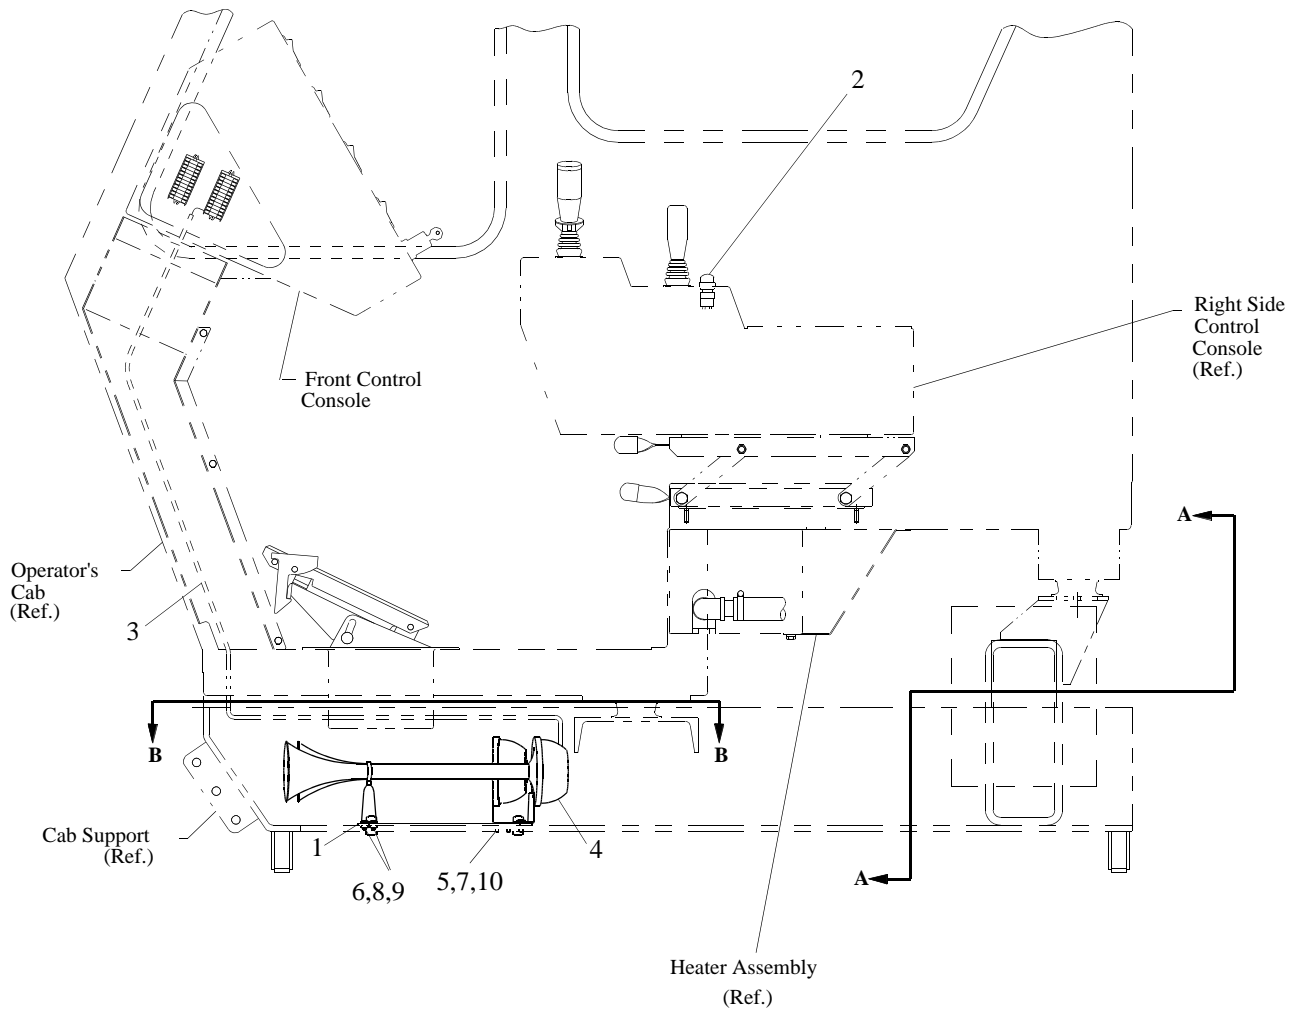 2
Right Side
Control
Console
(Ref.)
Front Control
Console
A
Operator's
Cab
(Ref.)
3
B
B
Cab Support
(Ref.)
1
4
6,8,9
5,7,10
A
Heater Assembly
(Ref.)